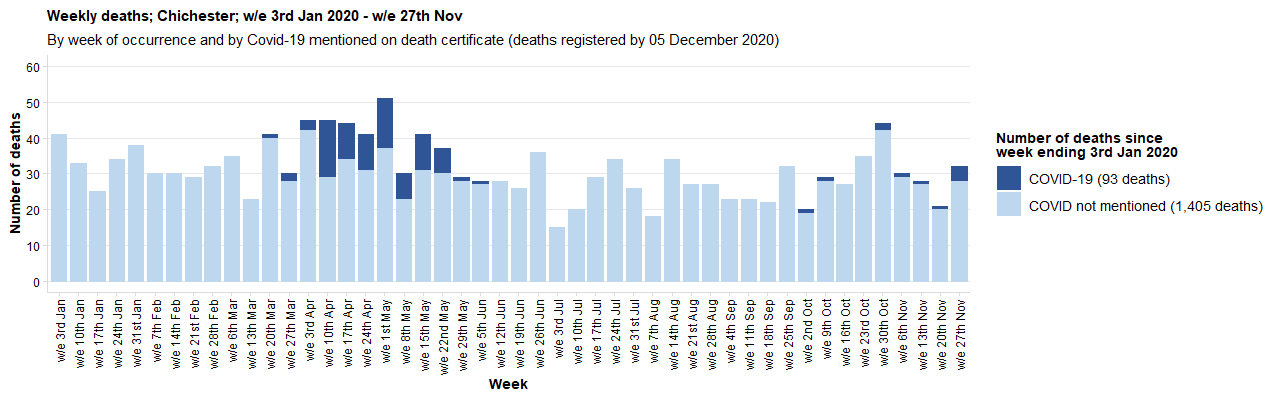 Weekly deaths; Chichester; w/e 3rd Jan 2020 - w/e 27th Nov
By week of occurrence and by Covid-19 mentioned on death certificate (deaths registered by 05 December 2020)
Number of deaths
60
50
40
30
20
10
0
w/e 3rd Jan
w/e 10th Jan
w/e 17th Jan
w/e 24th Jan
w/e 31st Jan
w/e 7th Feb
w/e 14th Feb
w/e 21st Feb
w/e 28th Feb
w/e 6th Mar
w/e 13th Mar
w/e 20th Mar
w/e 27th Mar
w/e 3rd Apr
w/e 10th Apr
w/e 17th Apr
w/e 24th Apr
w/e 1st May
w/e 8th May
w/e 15th May
w/e 22nd May
w/e 29th May
w/e 5th Jun
w/e 12th Jun
w/e 19th Jun
w/e 26th Jun
w/e 3rd Jul
w/e 10th Jul
w/e 17th Jul
w/e 24th Jul
w/e 31st Jul
w/e 7th Aug
w/e 14th Aug
w/e 21st Aug
w/e 28th Aug
w/e 4th Sep
w/e 11th Sep
w/e 18th Sep
w/e 25th Sep
w/e 2nd Oct
w/e 9th Oct
w/e 16th Oct
w/e 23rd Oct
w/e 30th Oct
w/e 6th Nov
w/e 13th Nov
w/e 20th Nov
w/e 27th Nov
Week
Number of deaths since
week ending 3rd Jan 2020
COVID-19 (93 deaths)
COVID not mentioned (1,405 deaths)